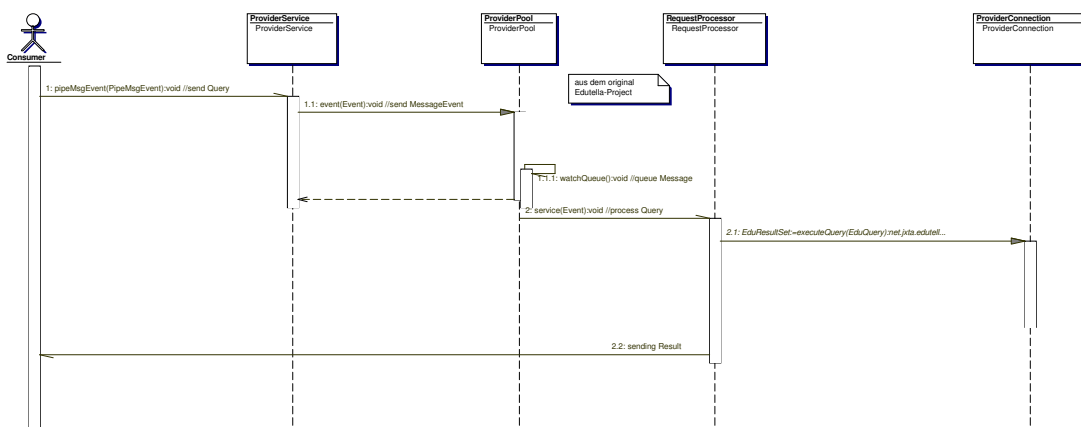 Consumer
ProviderService
ProviderService
ProviderPool
ProviderPool
RequestProcessor
RequestProcessor
ProviderConnection
ProviderConnection
aus dem original
Edutella-Project
1: pipeMsgEvent(PipeMsgEvent):void //send Query
1.1: event(Event):void //send MessageEvent
1.1.1: watchQueue():void //queue Message
2: service(Event):void //process Query
2.1: EduResultSet:=executeQuery(EduQuery):net.jxta.edutell...
2.2: sending Result